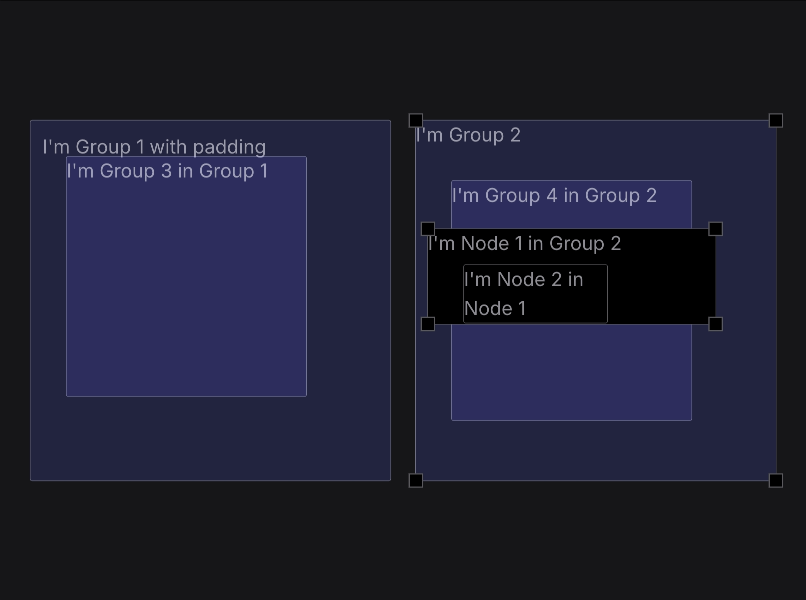 I'm Group 1 with padding
I'm Group 3 in Group 1
I'm Group 2
I'm Group 4 in Group 2
I'm Node 1 in Group 2
I'm Node 2 in
Node 1